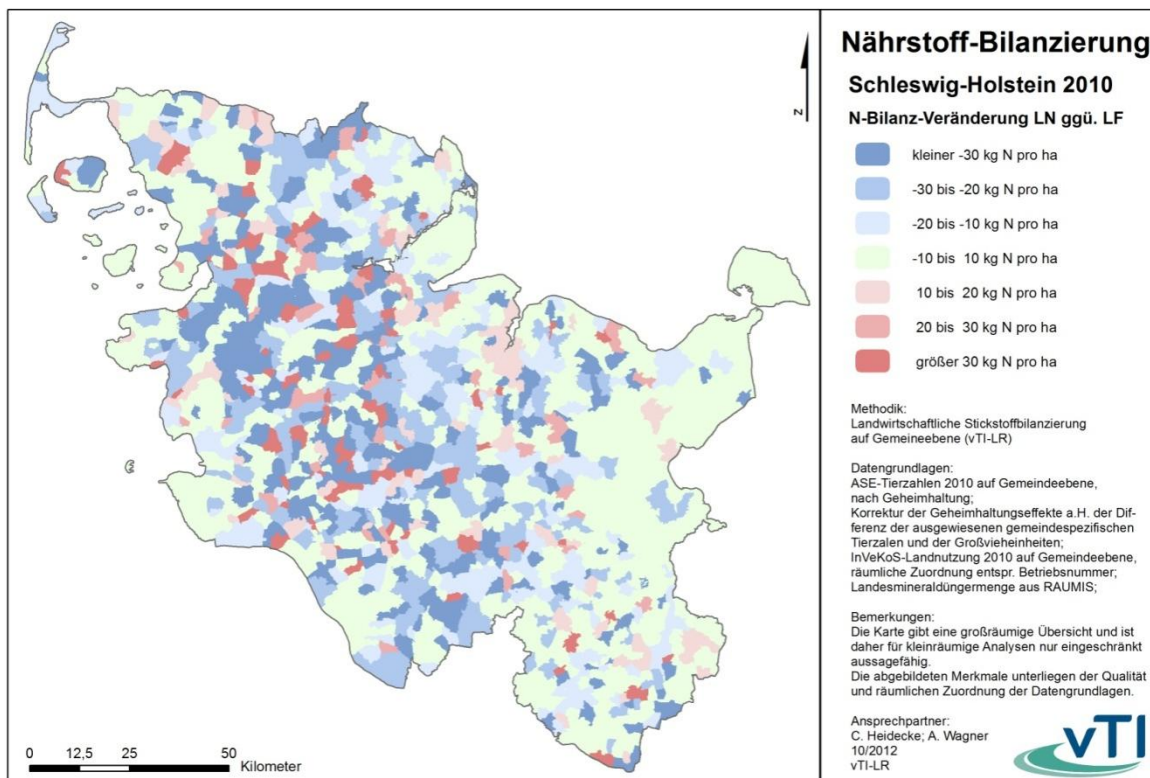 Nährstoff-Bilanzierung
Schleswig-Holstein 2010
N-Bilanz-Veränderung LN ggü. LF
kleiner -30 kg N pro ha
-30 bis -20 kg N pro ha
-20 bis -10 kg N pro ha
-10 bis 10 kg N pro ha
10 bis 20 kg N pro ha
20 bis 30 kg N pro ha
größer 30 kg N pro ha
Methodik:
Landwirtschaftliche Stickstoffbilanzierung
auf Gemeineebene (vTI-LR)
Datengrundlagen:
ASE-Tierzahlen 2010 auf Gemeindeebene,
nach Geheimhaltung;
Korrektur der Geheimhaltungseffekte a.H. der Dif-
ferenz der ausgewiesenen gemeindespezifischen
Tierzalen und der Großvieheinheiten;
InVeKoS-Landnutzung 2010 auf Gemeindeebene,
räumliche Zuordnung entspr. Betriebsnummer;
Landesmineraldüngermenge aus RAUMIS;
Bemerkungen:
Die Karte gibt eine großräumige Übersicht und ist
daher für kleinräumige Analysen nur eingeschränkt
aussagefähig.
Die abgebildeten Merkmale unterliegen der Qualität
und räumlichen Zuordnung der Datengrundlagen.
Ansprechpartner:
C. Heidecke; A. Wagner
10/2012
vTI-LR
vTI
N
0 12,5 25 50
Kilometer